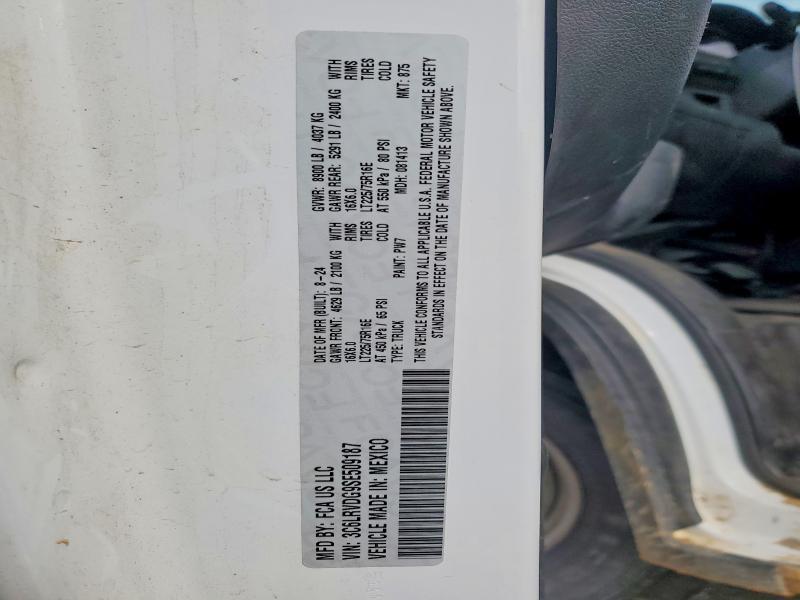 MFD BY: FCA US LLC
VIN: 3C6LRVDG9SE509187
VEHICLE MADE IN: MEXICO
DATE OF MFR (BUILT): 8-24 GVWR: 8900 LB / 4037 KG
GAWR FRONT: 4629 LB / 2100 KG WITH GAWR REAR: 5291 LB / 2400 KG WITH
16X6.0 RIMS 16X6.0 RIMS
LT225/75R16E TIRES LT225/75R16E TIRES
AT 450 kPa / 65 PSI COLD AT 550 kPa / 80 PSI COLD
TYPE: TRUCK PAINT: PW7 MDH: 081413 MKT: 875
THIS VEHICLE CONFORMS TO ALL APPLICABLE U.S.A. FEDERAL MOTOR VEHICLE SAFETY
STANDARDS IN EFFECT ON THE DATE OF MANUFACTURE SHOWN ABOVE.